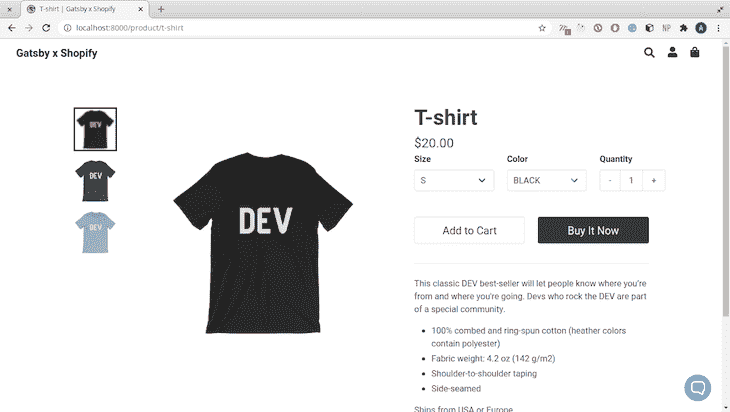 T-shirt | Gatsby x Shopify
localhost:8000/product/t-shirt
NP
A
Gatsby x Shopify
DEV
DEV
DEV
DEV
T-shirt
$20.00
Size Color Quantity
S BLACK - 1 +
Add to Cart Buy It Now
This classic DEV best-seller will let people know where you're
from and where you're going. Devs who rock the DEV are part
of a special community.
100% combed and ring-spun cotton (heather colors
contain polyester)
Fabric weight: 4.2 oz (142 g/m2)
Shoulder-to-shoulder taping
Side-seamed
Ships from USA or Europe.